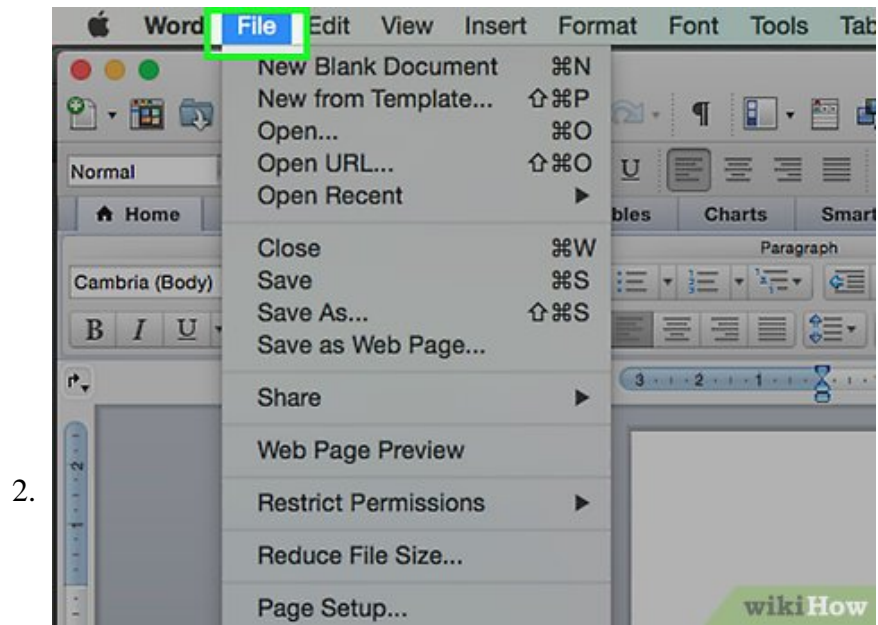 Word File Edit View Insert Format Font Tools Tab
New Blank Document ⌘N
New from Template... ⇧⌘P
Open... ⌘O
Normal
Open URL... ⇧⌘O
U
Open Recent ▶
Home
bles Charts Smart
Close ⌘W
Paragraph
Cambria (Body)
Save ⌘S
Save As... ⇧⌘S
B I U
Save as Web Page...
3 2 1
Share ▶
Web Page Preview
2.
2 1
Restrict Permissions ▶
Reduce File Size...
Page Setup...
wikiHow